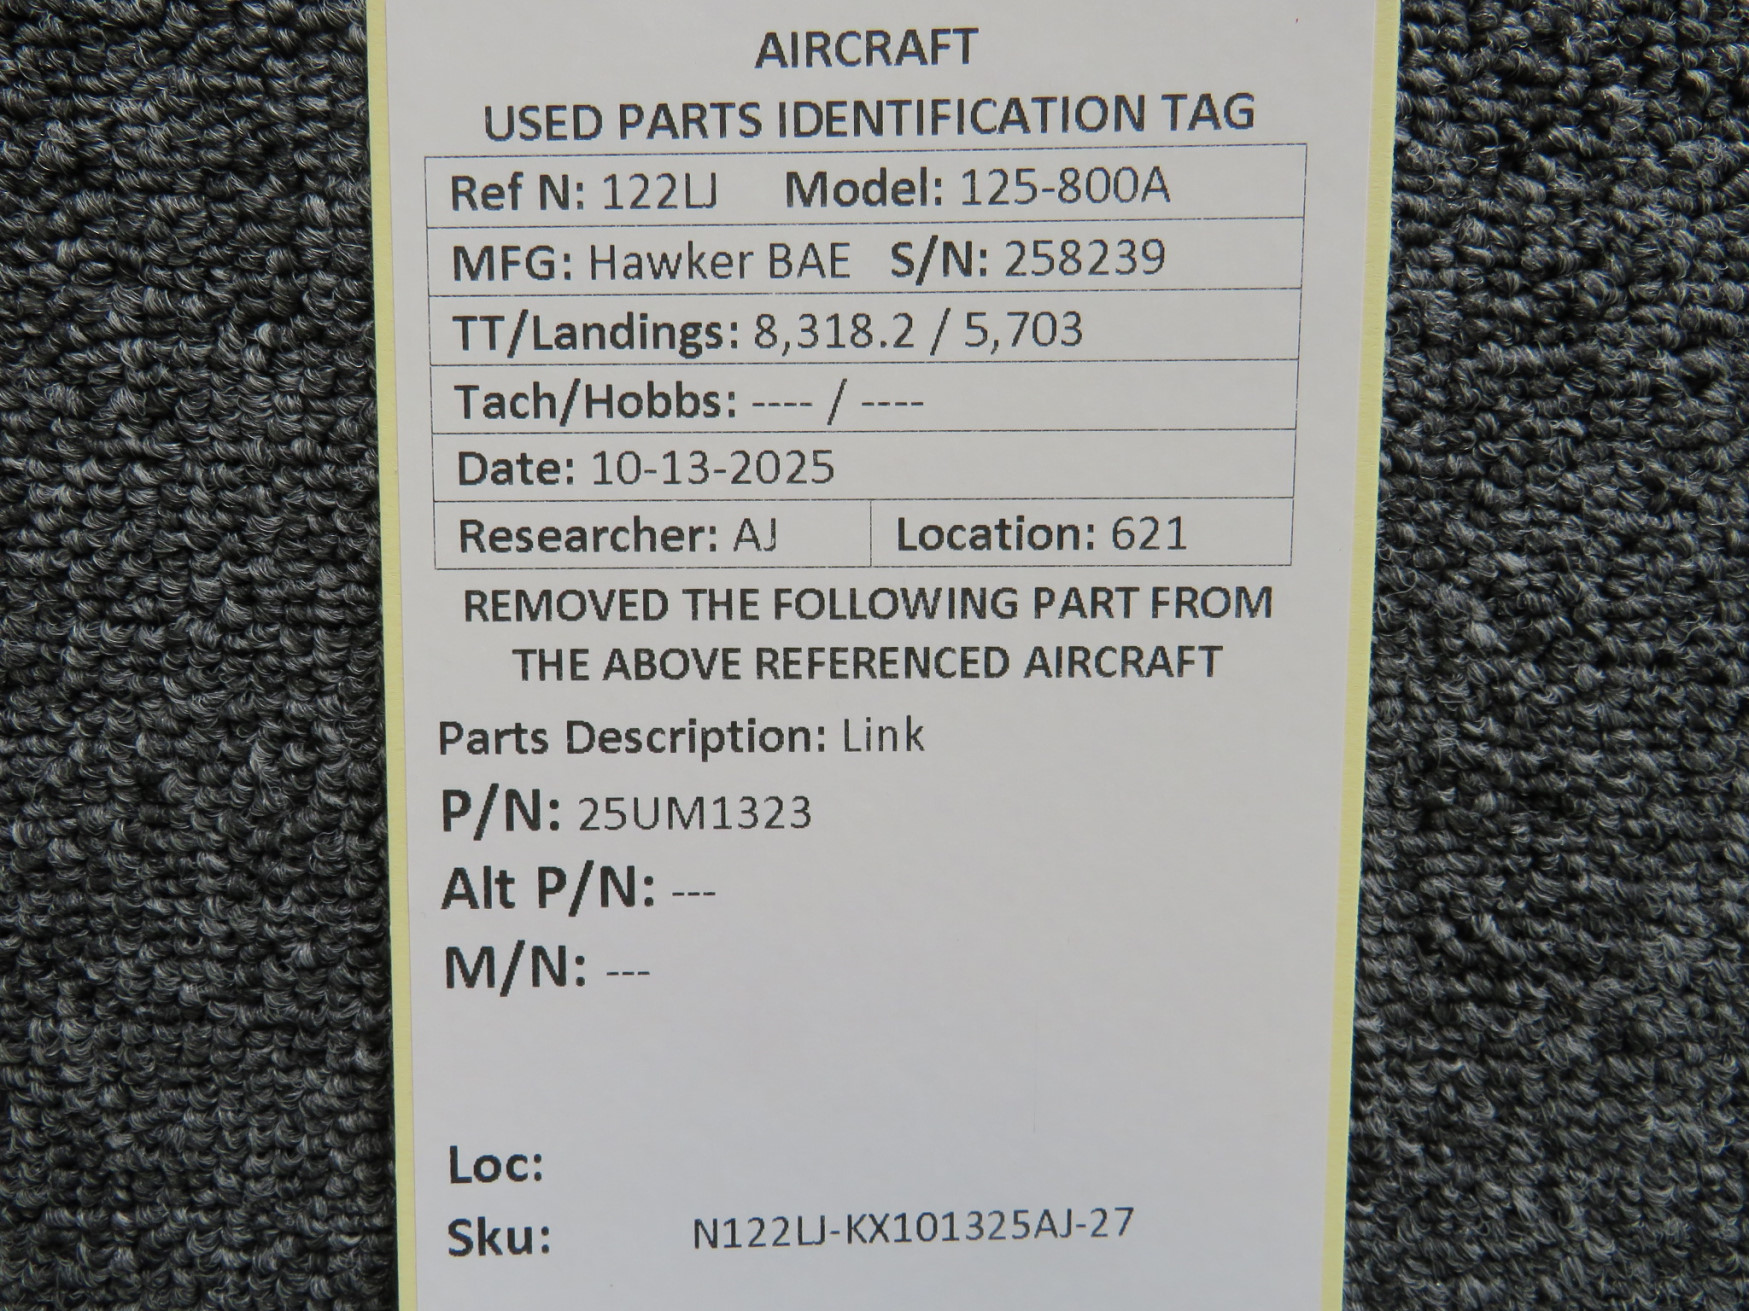 AIRCRAFT
USED PARTS IDENTIFICATION TAG
Ref N: 122LJ Model: 125-800A
MFG: Hawker BAE S/N: 258239
TT/Landings: 8,318.2 / 5,703
Tach/Hobbs: ---- / ----
Date: 10-13-2025
Researcher: AJ Location: 621
REMOVED THE FOLLOWING PART FROM
THE ABOVE REFERENCED AIRCRAFT
Parts Description: Link
P/N: 25UM1323
Alt P/N: ---
M/N: ---
Loc:
Sku: N122LJ-KX101325AJ-27